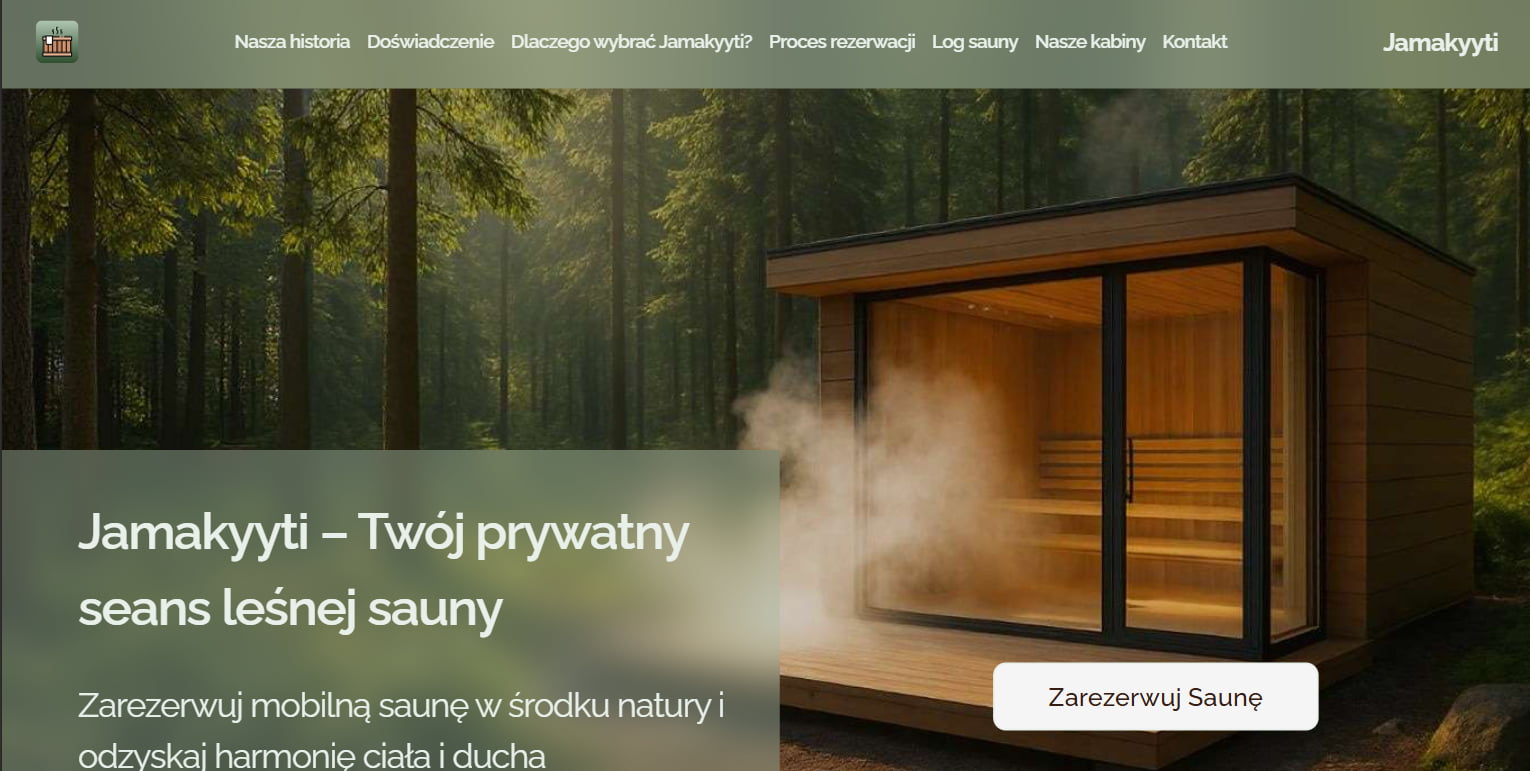 Nasza historia Doświadczenie Dlaczego wybrać Jamakyyti? Proces rezerwacji Log sauny Nasze kabiny Kontakt Jamakyyti
Jamakyyti – Twój prywatny
seans leśnej sauny
Zarezerwuj mobilną saunę w środku natury i
odzyskaj harmonię ciała i ducha
Zarezerwuj Saunę